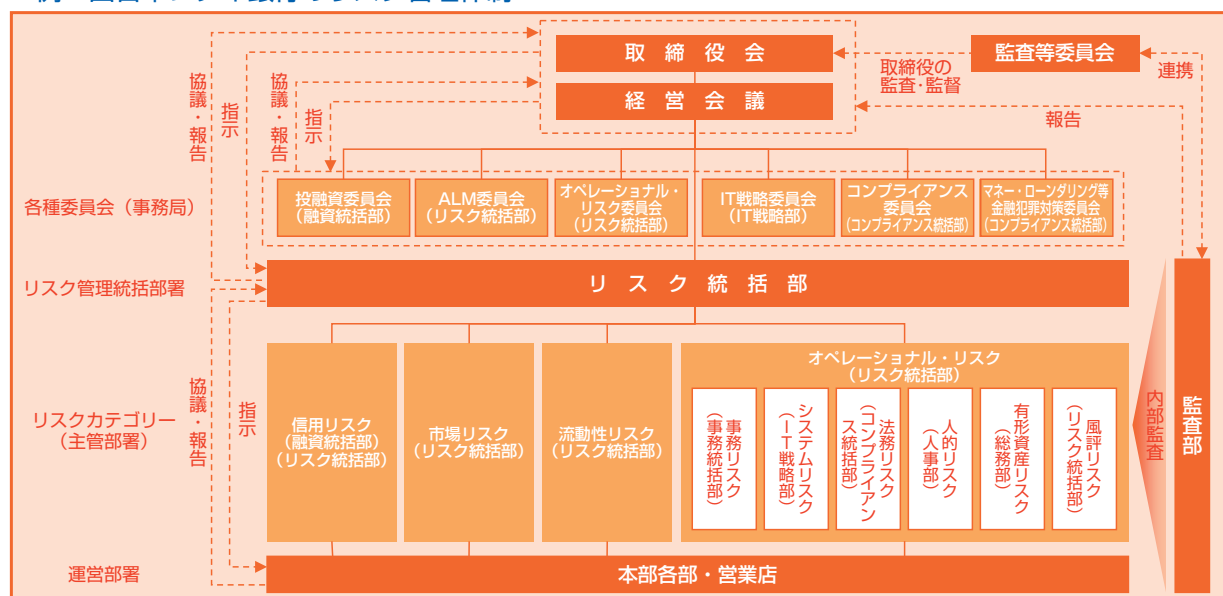 取締役会
経営会議
監査等委員会
取締役の
監査・監督
連携
報告
協議・報告
指示
協議・報告
指示
各種委員会（事務局）
投融資委員会
（融資統括部）
ALM委員会
（リスク統括部）
オペレーショナル・
リスク委員会
（リスク統括部）
IT戦略委員会
（IT戦略部）
コンプライアンス
委員会
（コンプライアンス統括部）
マネー・ローンダリング等
金融犯罪対策委員会
（コンプライアンス統括部）
リスク管理統括部署
リスク統括部
リスクカテゴリー
（主管部署）
協議・報告
指示
信用リスク
（融資統括部）
（リスク統括部）
市場リスク
（リスク統括部）
流動性リスク
（リスク統括部）
オペレーショナル・リスク
（リスク統括部）
事務リスク
（事務統括部）
システムリスク
（IT戦略部）
法務リスク
（コンプライアン
ス統括部）
人的リスク
（人事部）
有形資産リスク
（総務部）
風評リスク
（リスク統括部）
内部監査
監査部
運営部署
本部各部・営業店